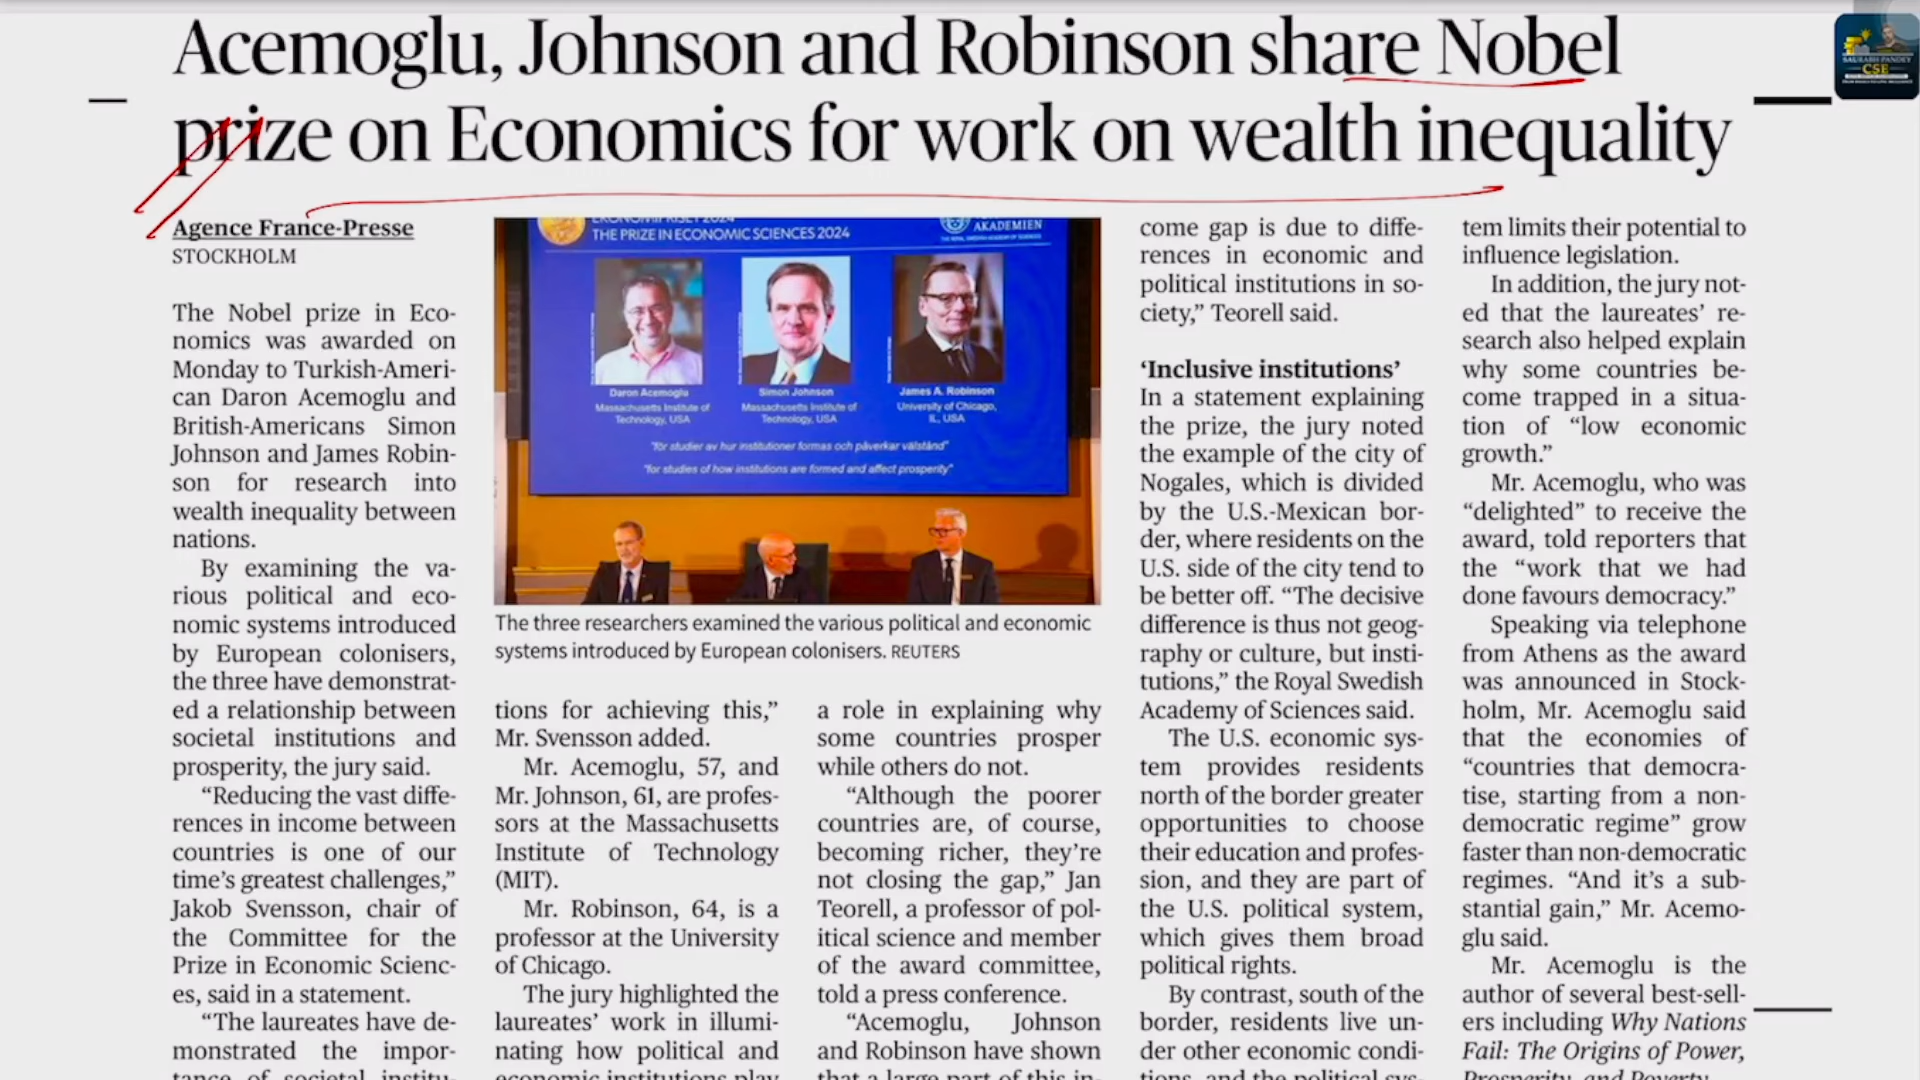 Acemoglu, Johnson and Robinson share Nobel
prize on Economics for work on wealth inequality
SAURABH PANDEY
CSE
Agence France-Presse
STOCKHOLM
The Nobel prize in Eco-
nomics was awarded on
Monday to Turkish-Ameri-
can Daron Acemoglu and
British-Americans Simon
Johnson and James Robin-
son for research into
wealth inequality between
nations.
By examining the va-
rious political and eco-
nomic systems introduced
by European colonisers,
the three have demonstrat-
ed a relationship between
societal institutions and
prosperity, the jury said.
“Reducing the vast diffe-
rences in income between
countries is one of our
time’s greatest challenges,”
Jakob Svensson, chair of
the Committee for the
Prize in Economic Scienc-
es, said in a statement.
“The laureates have de-
monstrated the impor-
tance of societal institu-
THE PRIZE IN ECONOMIC SCIENCES 2024
AKADEMIEN
Daron Acemoglu
Massachusetts Institute of
Technology, USA
Simon Johnson
Massachusetts Institute of
Technology, USA
James A. Robinson
University of Chicago,
IL, USA
“för studier av hur institutioner formas och påverkar välstånd”
“for studies of how institutions are formed and affect prosperity”
The three researchers examined the various political and economic
systems introduced by European colonisers. REUTERS
tions for achieving this,”
Mr. Svensson added.
Mr. Acemoglu, 57, and
Mr. Johnson, 61, are profes-
sors at the Massachusetts
Institute of Technology
(MIT).
Mr. Robinson, 64, is a
professor at the University
of Chicago.
The jury highlighted the
laureates’ work in illumi-
nating how political and
economic institutions play
a role in explaining why
some countries prosper
while others do not.
“Although the poorer
countries are, of course,
becoming richer, they’re
not closing the gap,” Jan
Teorell, a professor of pol-
itical science and member
of the award committee,
told a press conference.
“Acemoglu, Johnson
and Robinson have shown
that a large part of this in-
come gap is due to diffe-
rences in economic and
political institutions in so-
ciety,” Teorell said.
‘Inclusive institutions’
In a statement explaining
the prize, the jury noted
the example of the city of
Nogales, which is divided
by the U.S.-Mexican bor-
der, where residents on the
U.S. side of the city tend to
be better off. “The decisive
difference is thus not geog-
raphy or culture, but insti-
tutions,” the Royal Swedish
Academy of Sciences said.
The U.S. economic sys-
tem provides residents
north of the border greater
opportunities to choose
their education and profes-
sion, and they are part of
the U.S. political system,
which gives them broad
political rights.
By contrast, south of the
border, residents live un-
der other economic condi-
tions, and the political sys-
tem limits their potential to
influence legislation.
In addition, the jury not-
ed that the laureates’ re-
search also helped explain
why some countries be-
come trapped in a situa-
tion of “low economic
growth.”
Mr. Acemoglu, who was
“delighted” to receive the
award, told reporters that
the “work that we had
done favours democracy.”
Speaking via telephone
from Athens as the award
was announced in Stock-
holm, Mr. Acemoglu said
that the economies of
“countries that democra-
tise, starting from a non-
democratic regime” grow
faster than non-democratic
regimes. “And it’s a sub-
stantial gain,” Mr. Acemo-
glu said.
Mr. Acemoglu is the
author of several best-sell-
ers including Why Nations
Fail: The Origins of Power,
Prosperity, and Poverty